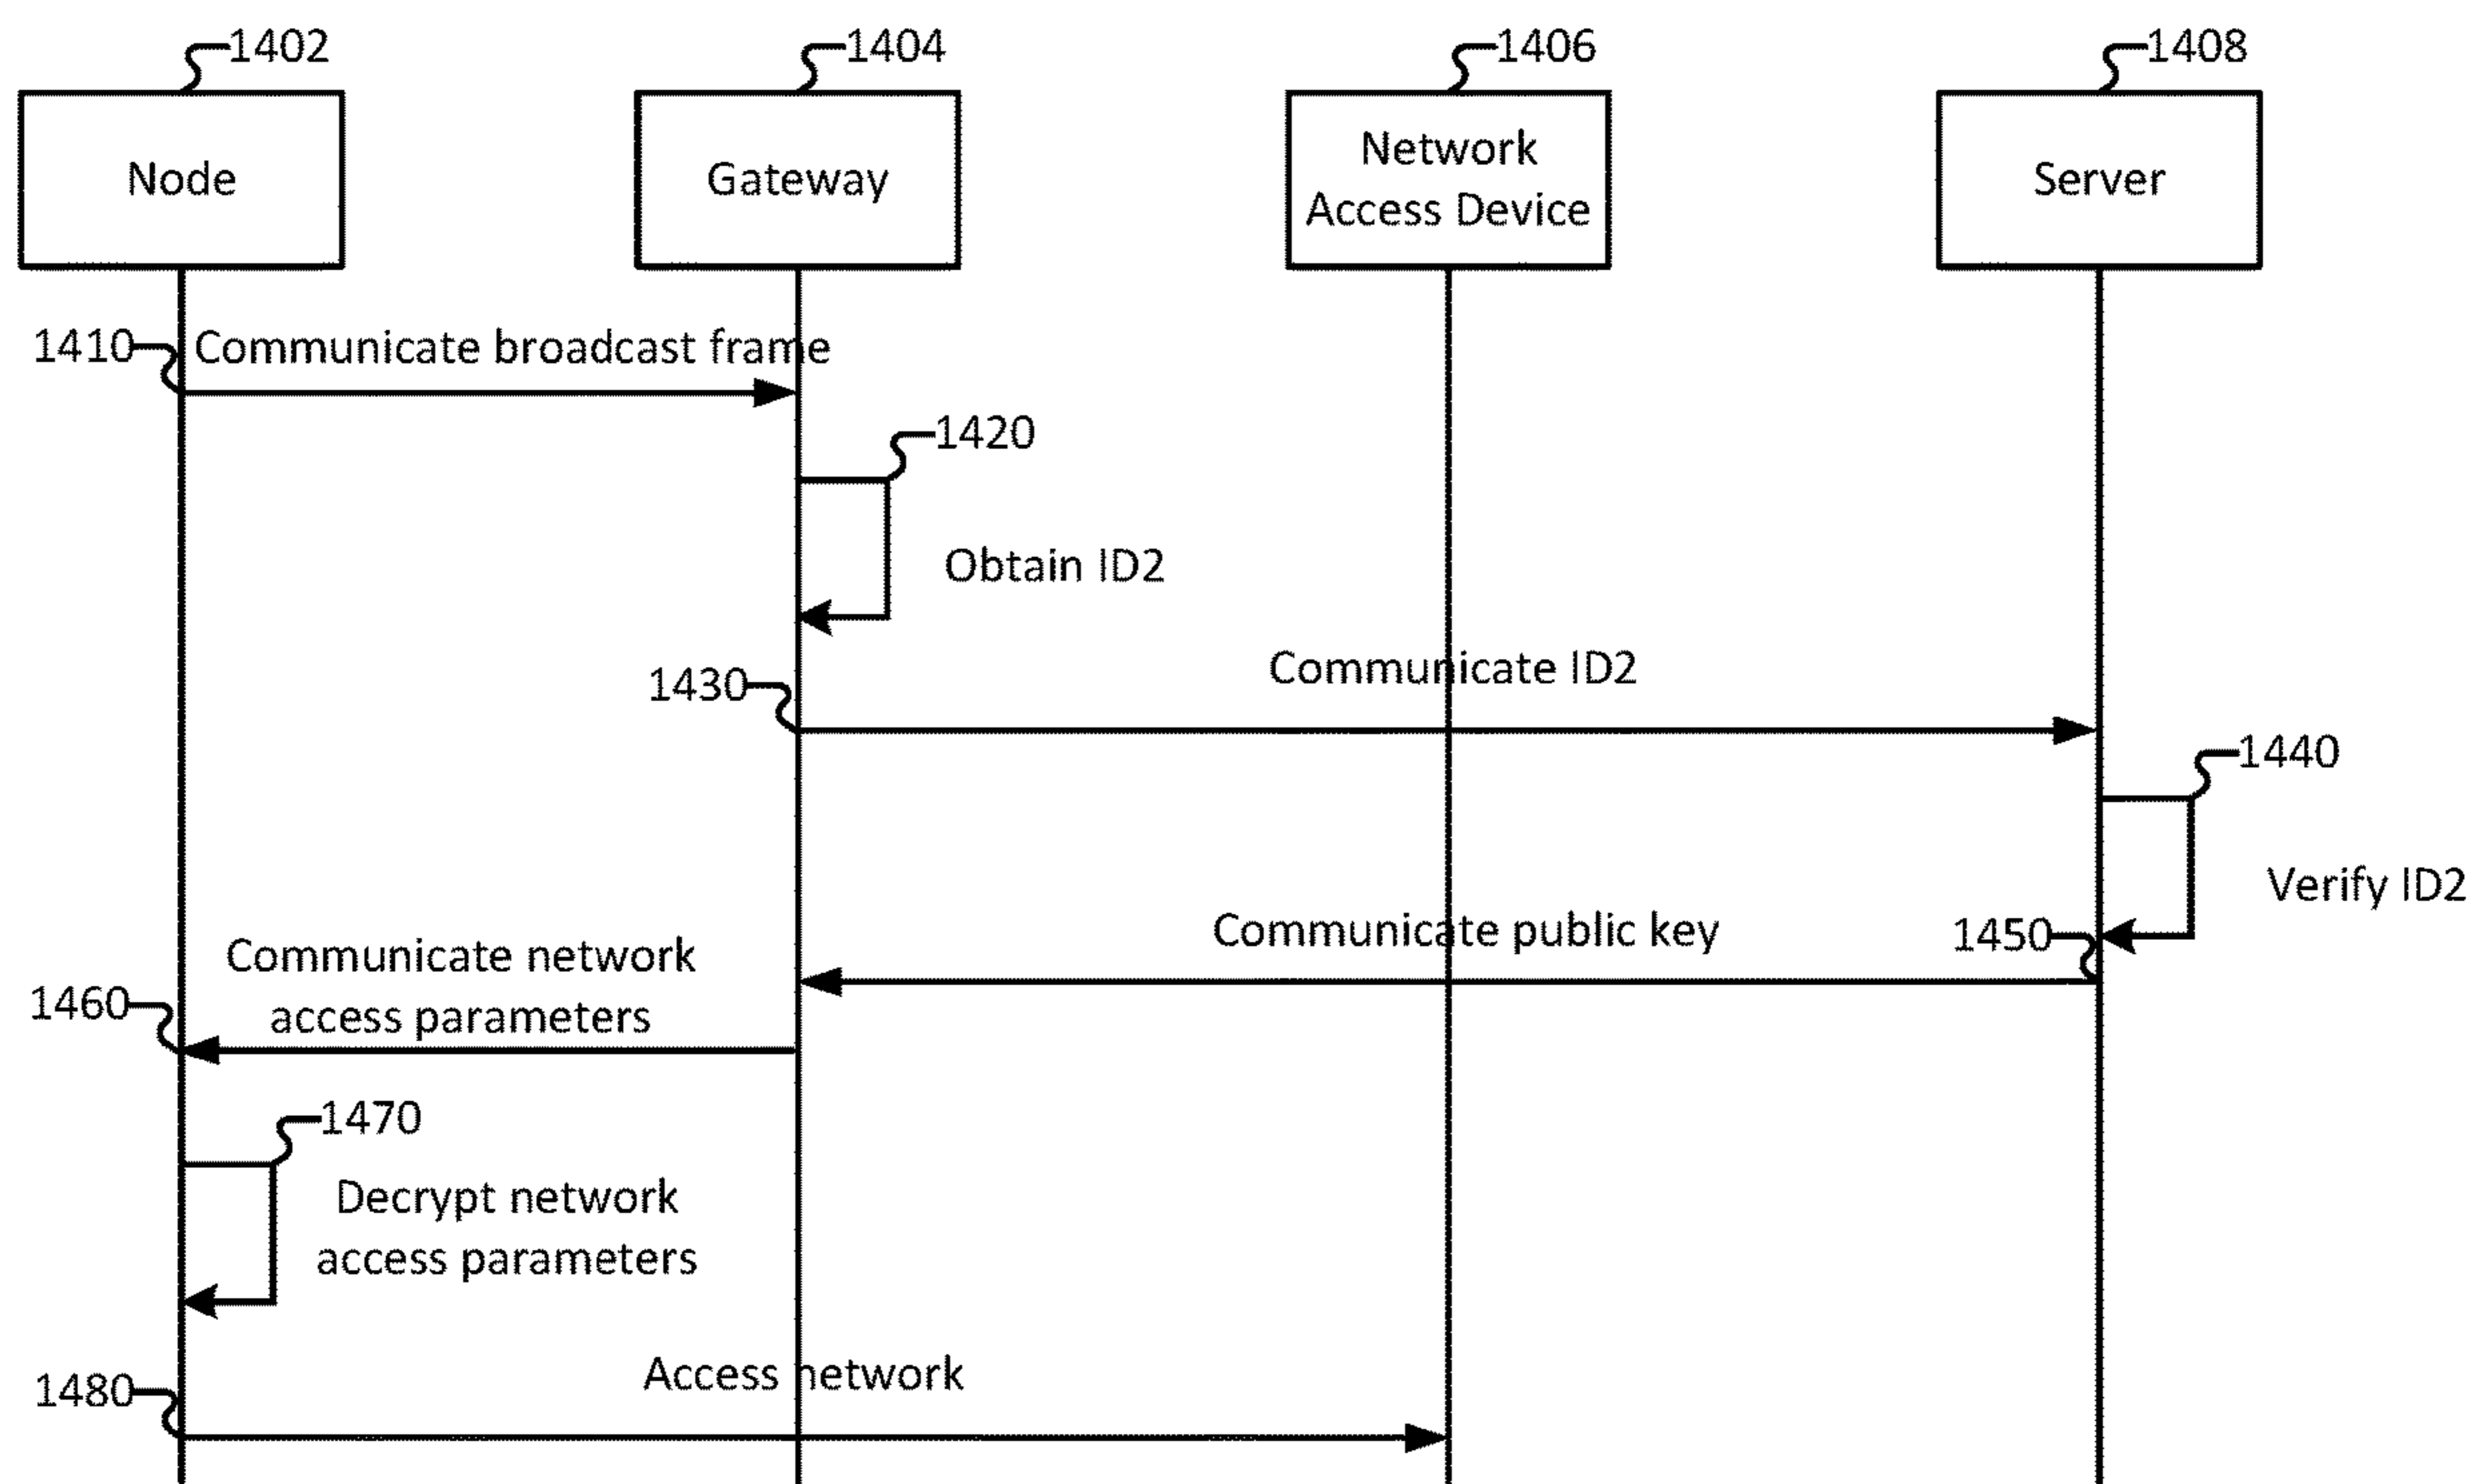 1402
1404
1406
1408
Node
Gateway
Network
Access Device
Server
1410
Communicate broadcast frame
1420
Obtain ID2
1430
Communicate ID2
1440
Verify ID2
1450
Communicate public key
1460
Communicate network
access parameters
1470
Decrypt network
access parameters
1480
Access network